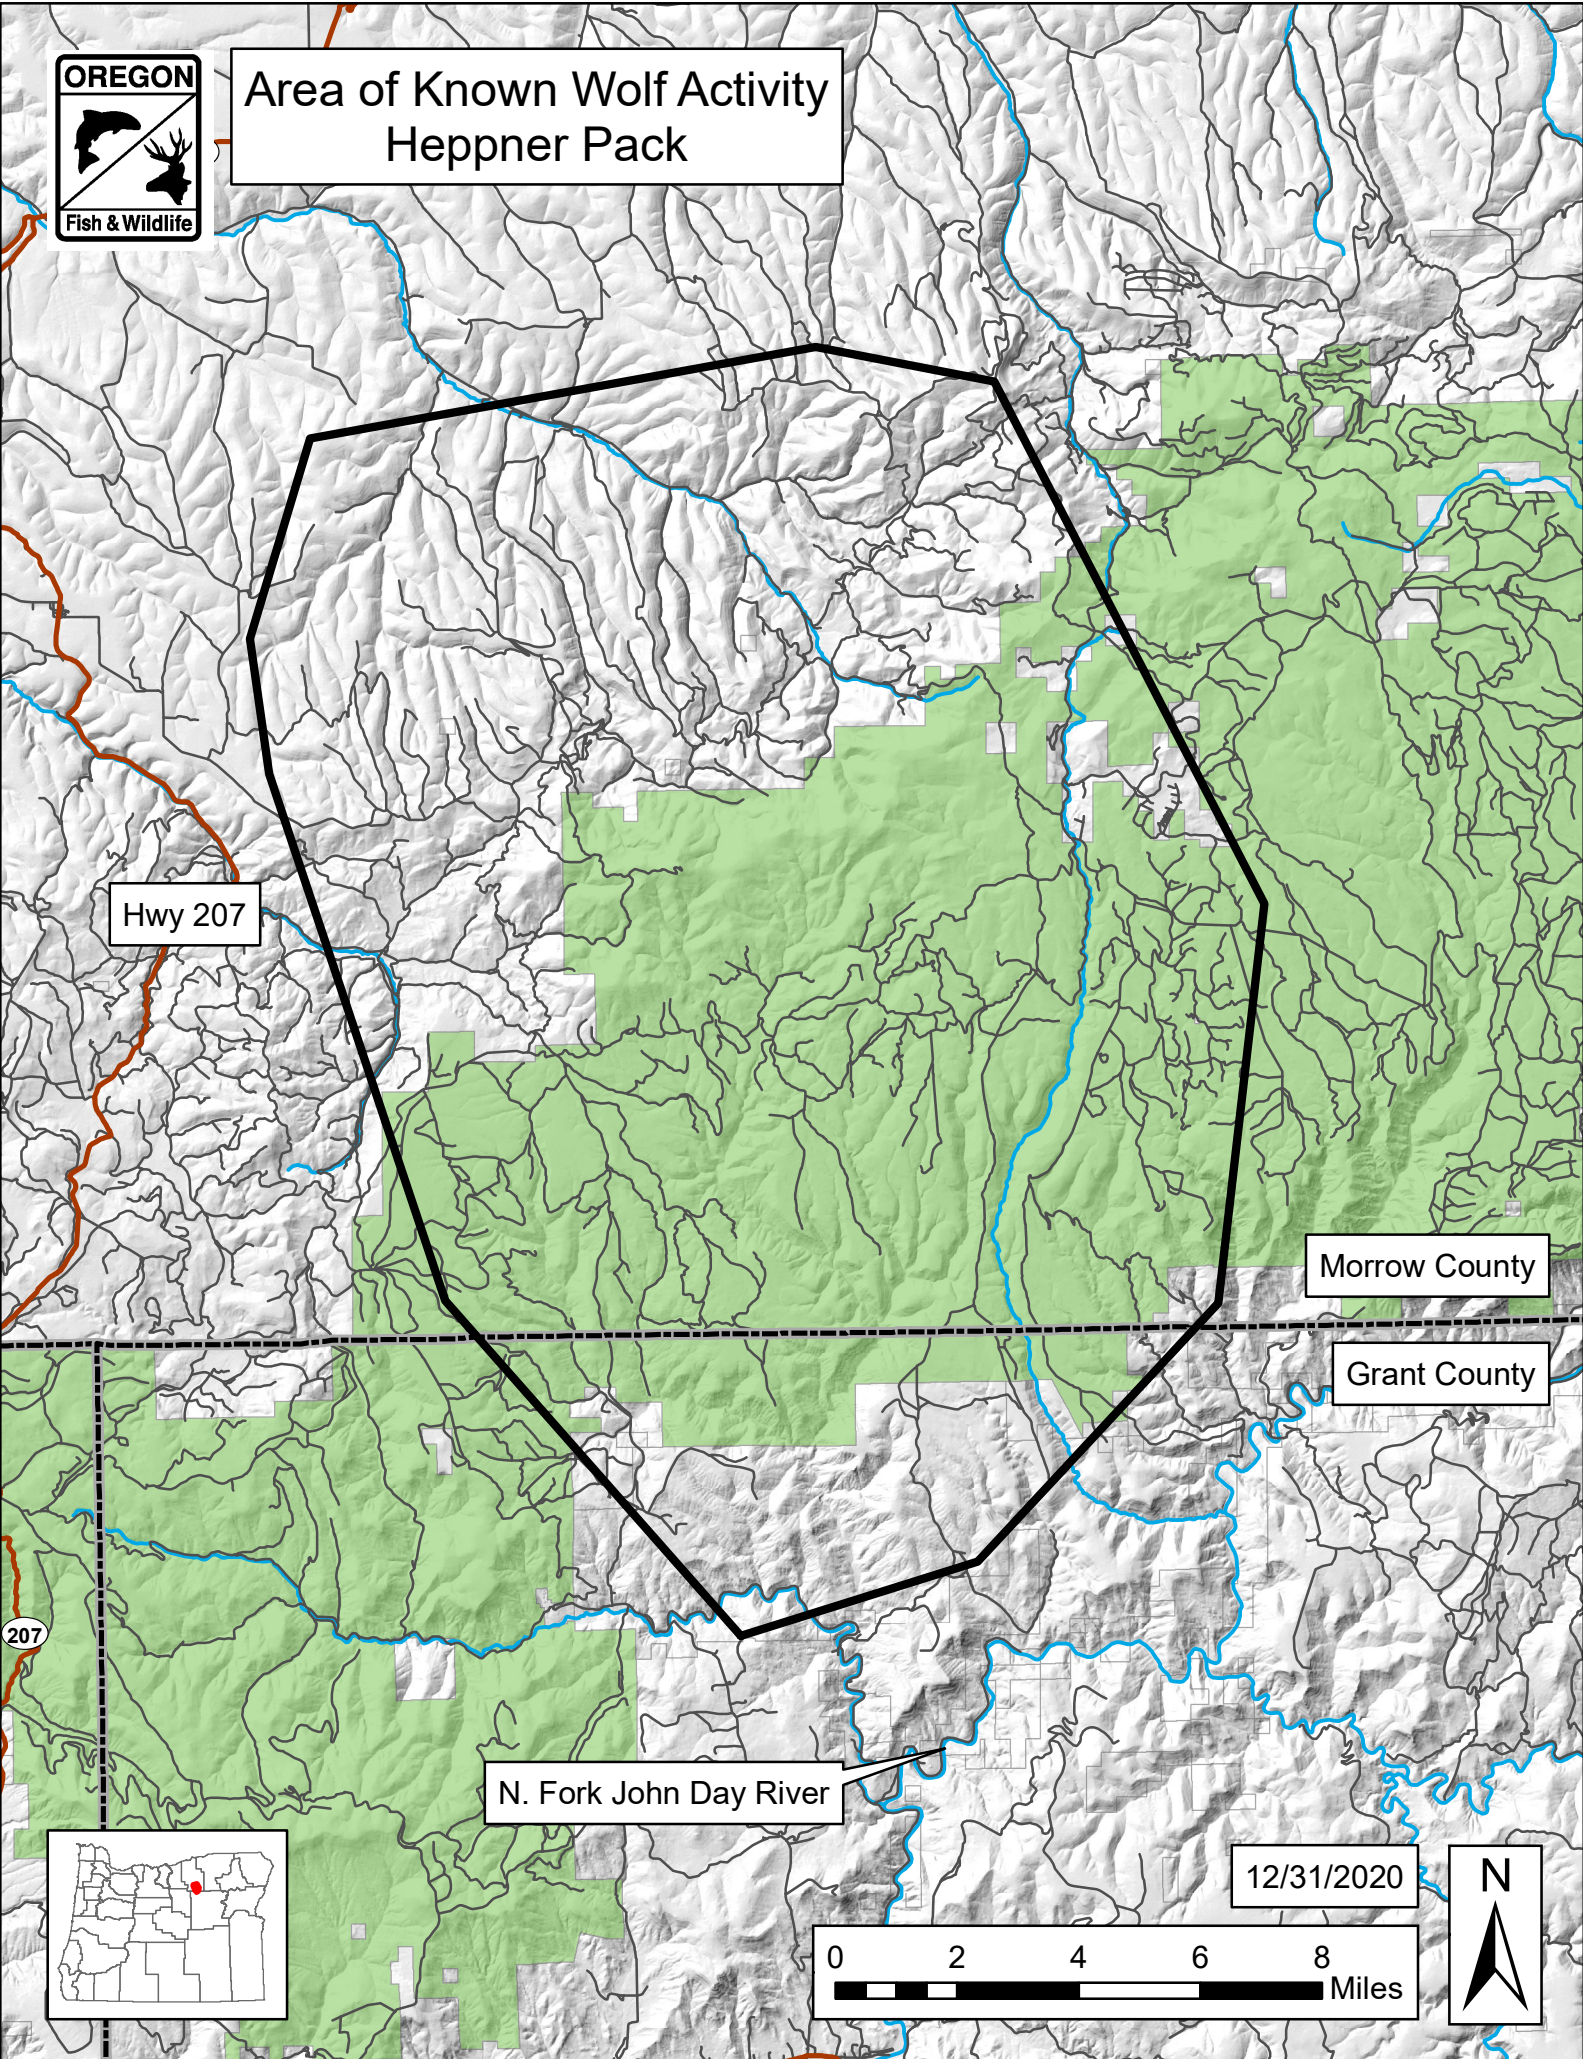 OREGON
Fish & Wildlife
Area of Known Wolf Activity
Heppner Pack
Hwy 207
Morrow County
Grant County
207
N. Fork John Day River
12/31/2020
N
0 2 4 6 8
Miles